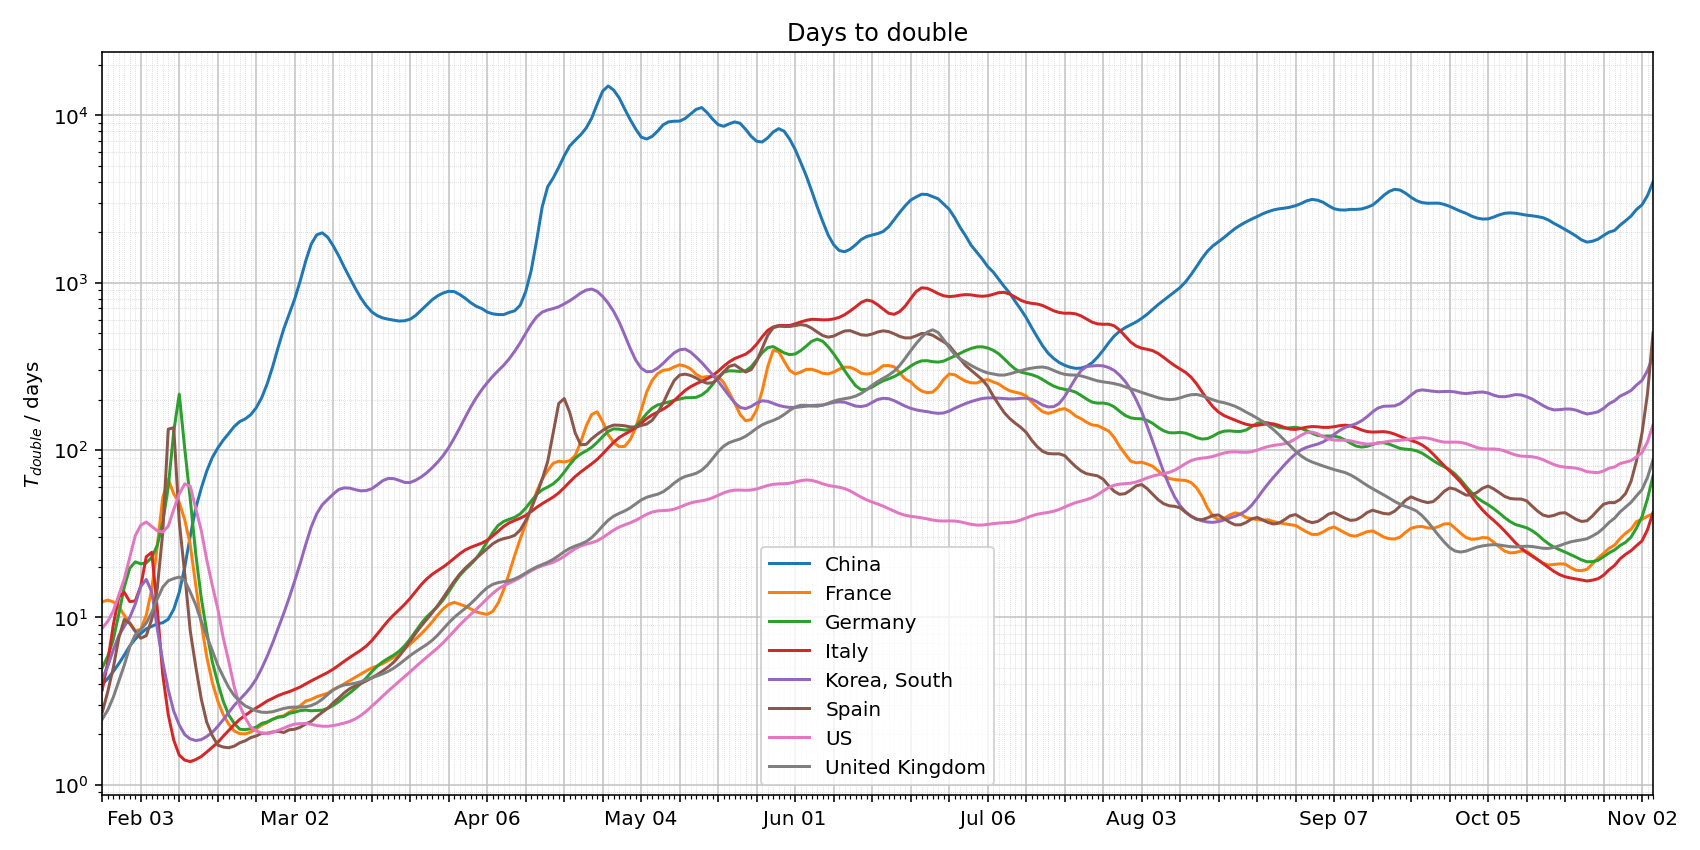 Days to double
T_double / days
10^4
10^3
10^2
10^1
10^0
China
France
Germany
Italy
Korea, South
Spain
US
United Kingdom
Feb 03 Mar 02 Apr 06 May 04 Jun 01 Jul 06 Aug 03 Sep 07 Oct 05 Nov 02